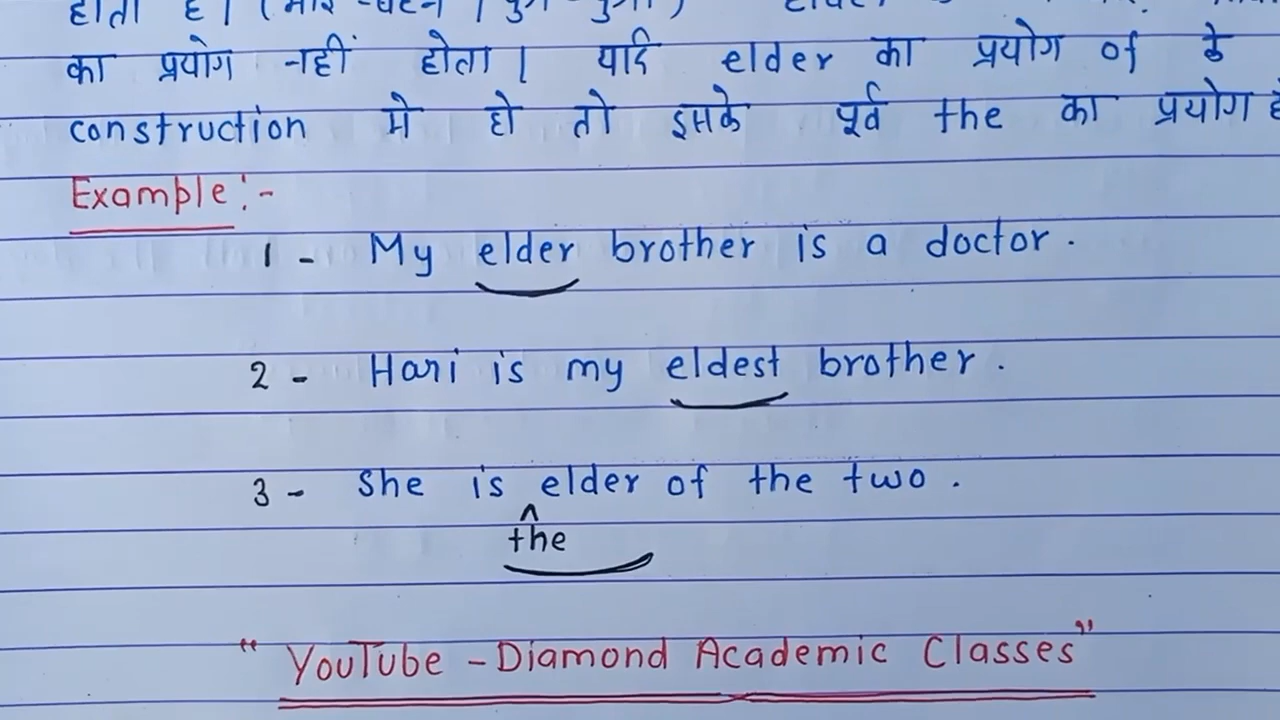 होता है। (भाई-बहन । पुत्र-पुत्री)
का प्रयोग नहीं होता। यदि elder का प्रयोग of के
construction मे हो तो इसके पूर्व the का प्रयोग
Example:-
1 - My elder brother is a doctor.
2 - Hari is my eldest brother.
3 - She is elder of the two.
^
the
"YouTube - Diamond Academic Classes"